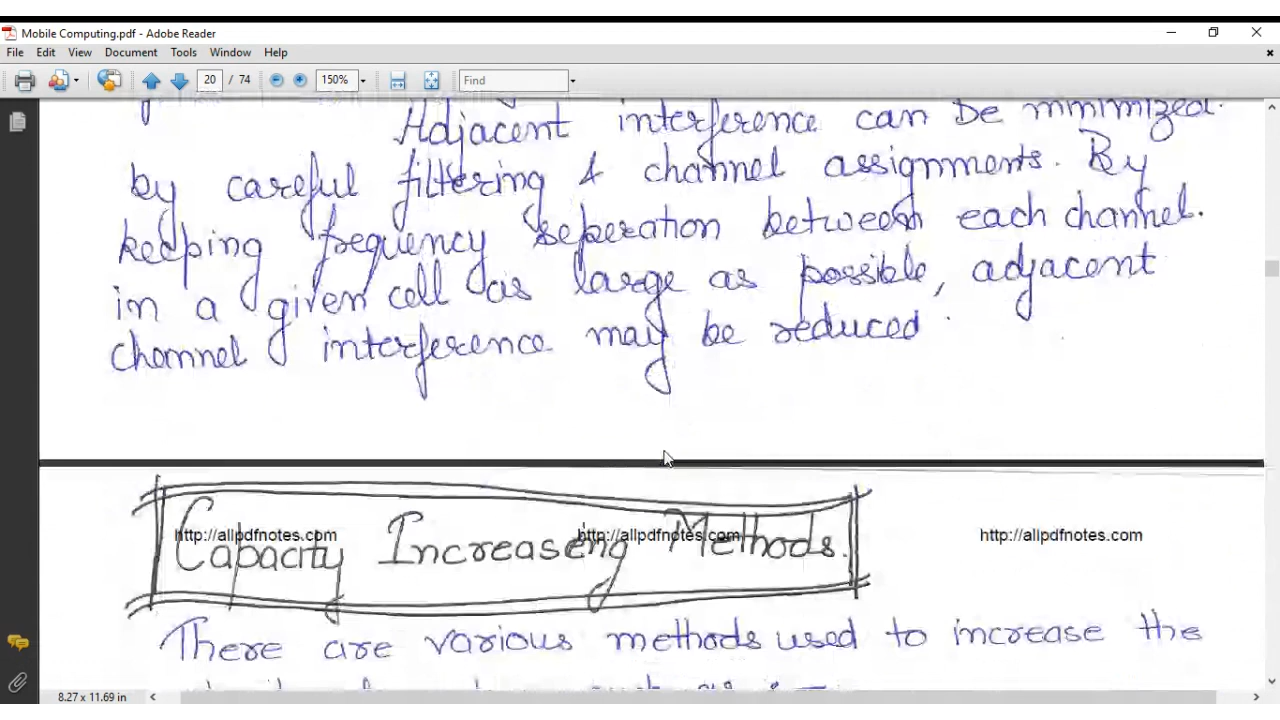 Mobile Computing.pdf - Adobe Reader
File Edit View Document Tools Window Help
20 / 74 150% Find
Adjacent interference can be minimized.
by careful filtering & channel assignments. By
keeping frequency seperation between each channel.
in a given cell as large as possible, adjacent
channel interference may be reduced.
http://allpdfnotes.com http://allpdfnotes.com http://allpdfnotes.com
Capacity Increaseing Methods.
There are various methods used to increase the
8.27 x 11.69 in